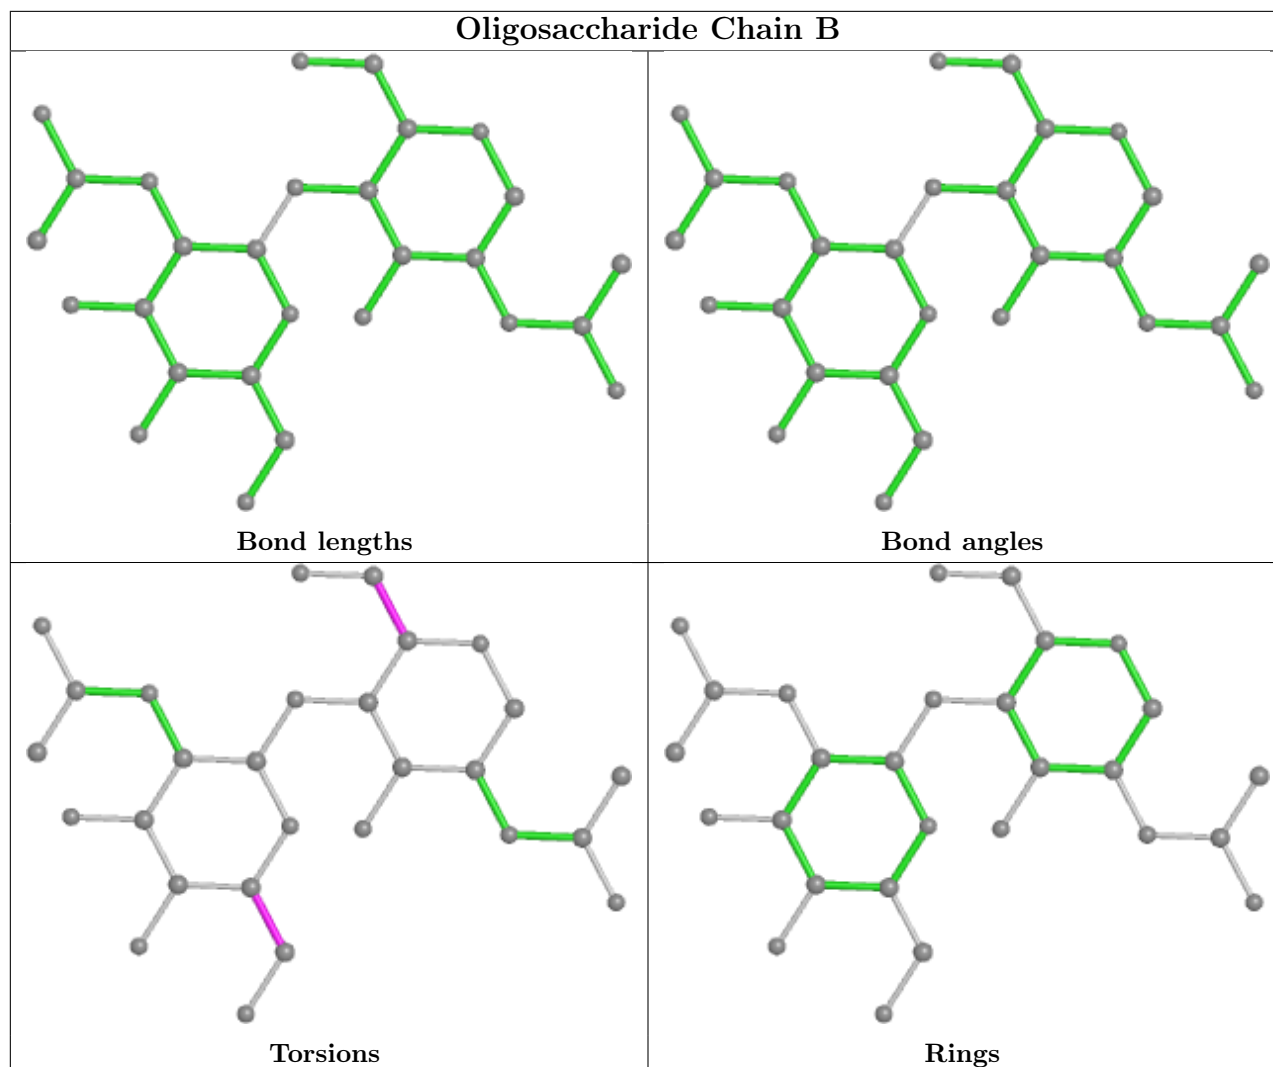 Oligosaccharide Chain B
Bond lengths
Bond angles
Torsions
Rings